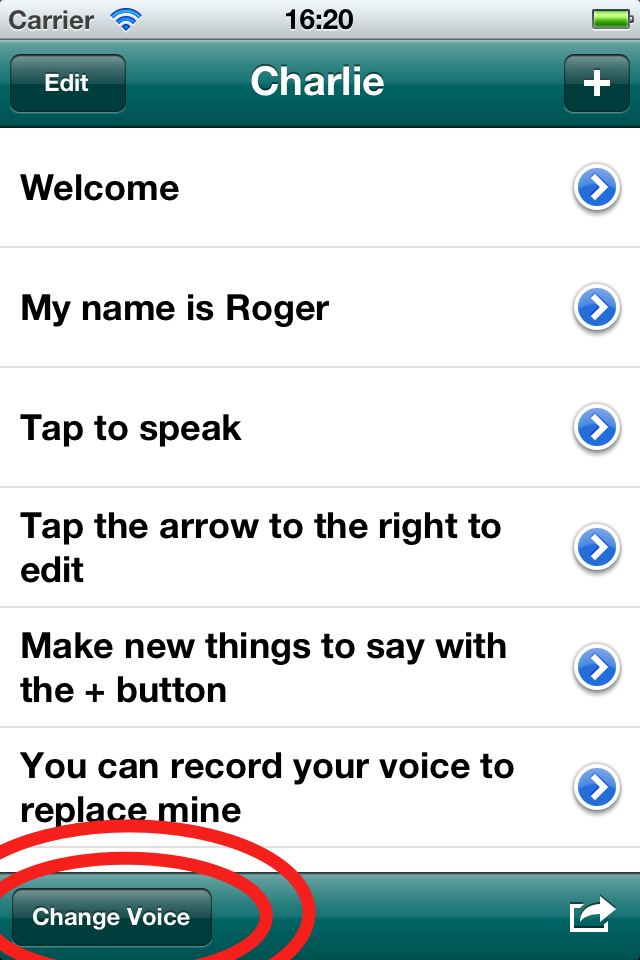 Carrier 16:20
Edit Charlie +
Welcome
My name is Roger
Tap to speak
Tap the arrow to the right to
edit
Make new things to say with
the + button
You can record your voice to
replace mine
Change Voice